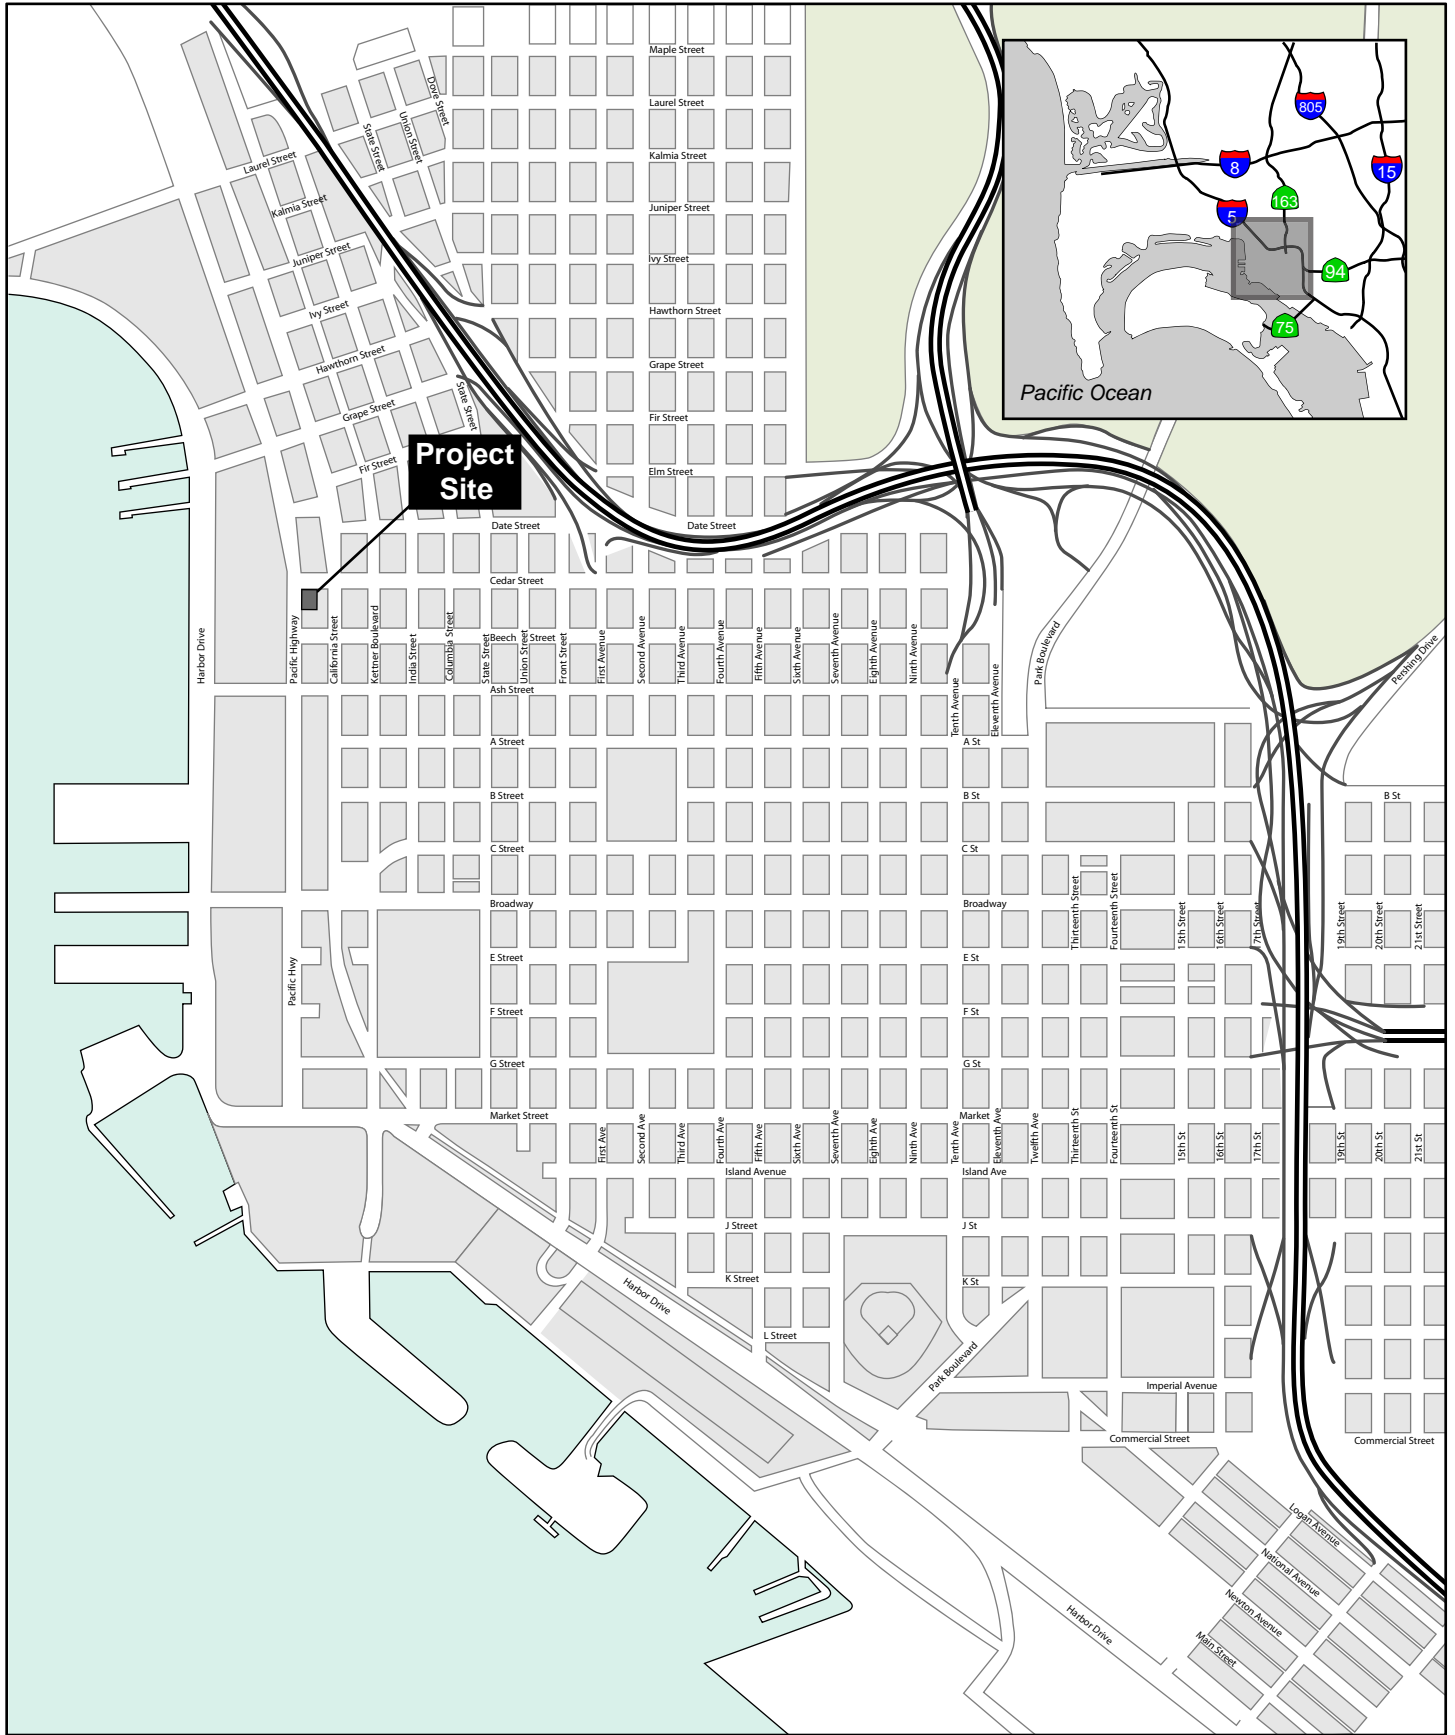 Maple Street
Laurel Street
Kalmia Street
Juniper Street
Ivy Street
Hawthorn Street
Grape Street
Fir Street
Elm Street
Date Street
Date Street
Dove Street
Union Street
State Street
Laurel Street
Kalmia Street
Juniper Street
Ivy Street
Hawthorn Street
Grape Street
Fir Street
State Street
Project
Site
805
8
15
163
5
94
75
Pacific Ocean
Cedar Street
Beech Street
Harbor Drive
Pacific Highway
California Street
Kettner Boulevard
India Street
Columbia Street
State Street
Union Street
Front Street
First Avenue
Second Avenue
Third Avenue
Fourth Avenue
Fifth Avenue
Sixth Avenue
Seventh Avenue
Eighth Avenue
Ninth Avenue
Tenth Avenue
Eleventh Avenue
Park Boulevard
Pershing Drive
Ash Street
A Street
A St
B Street
B St
B St
C Street
C St
Broadway
Broadway
Thirteenth Street
Fourteenth Street
15th Street
16th Street
17th Street
19th Street
20th Street
21st Street
Pacific Hwy
E Street
E St
F Street
F St
G Street
G St
Market Street
Market
First Ave
Second Ave
Third Ave
Fourth Ave
Fifth Ave
Sixth Ave
Seventh Ave
Eighth Ave
Ninth Ave
Tenth Ave
Eleventh Ave
Twelfth Ave
Thirteenth St
Fourteenth St
15th St
16th St
17th St
19th St
20th St
21st St
Island Avenue
Island Ave
J Street
J St
K Street
K St
Harbor Drive
L Street
Park Boulevard
Imperial Avenue
Commercial Street
Commercial Street
Logan Avenue
National Avenue
Newton Avenue
Main Street
Harbor Drive